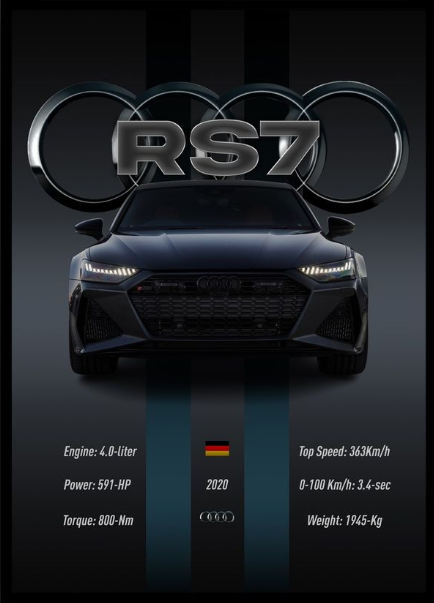 RS7
Engine: 4.0-liter
Top Speed: 363Km/h
Power: 591-HP
2020
0-100 Km/h: 3.4-sec
Torque: 800-Nm
Weight: 1945-Kg